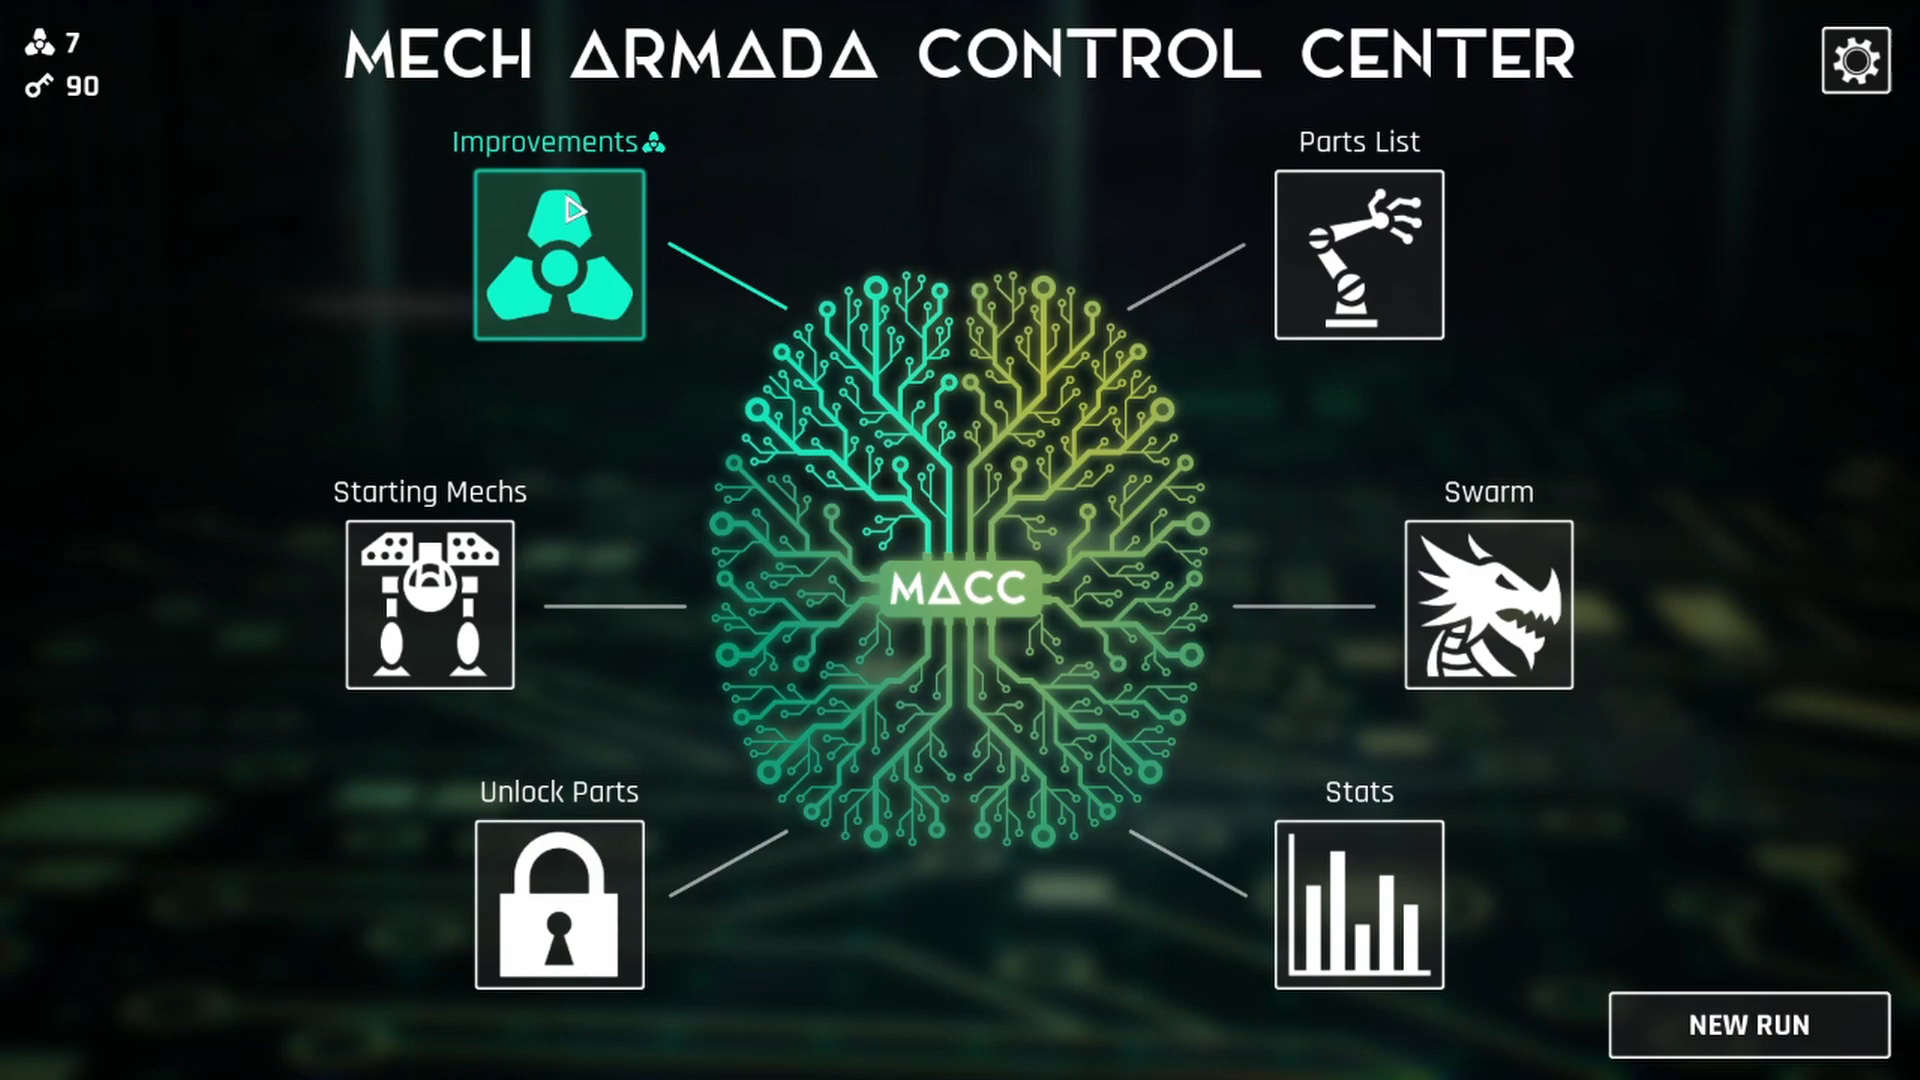 7
MECH ARMADA CONTROL CENTER
90
Improvements
Parts List
Starting Mechs
Swarm
MACC
Unlock Parts
Stats
NEW RUN